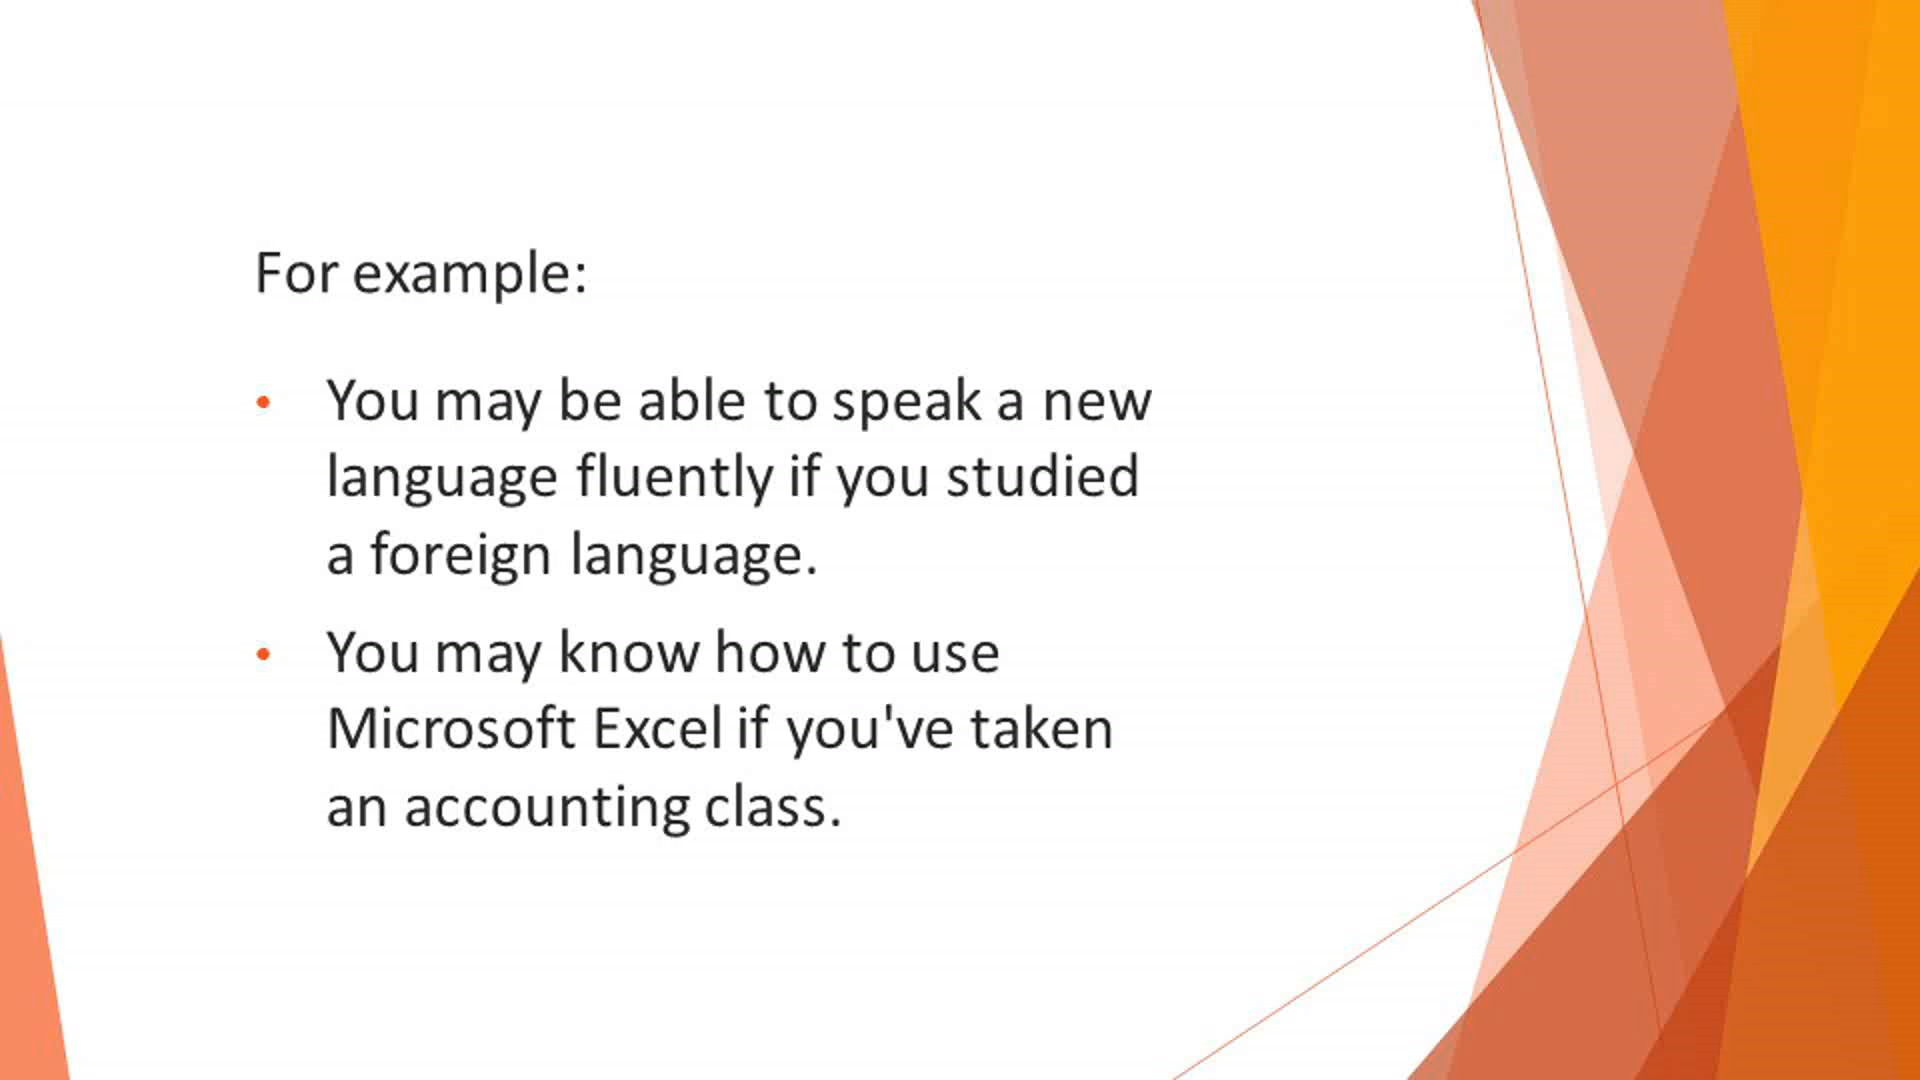 For example:
• You may be able to speak a new
language fluently if you studied
a foreign language.
• You may know how to use
Microsoft Excel if you've taken
an accounting class.